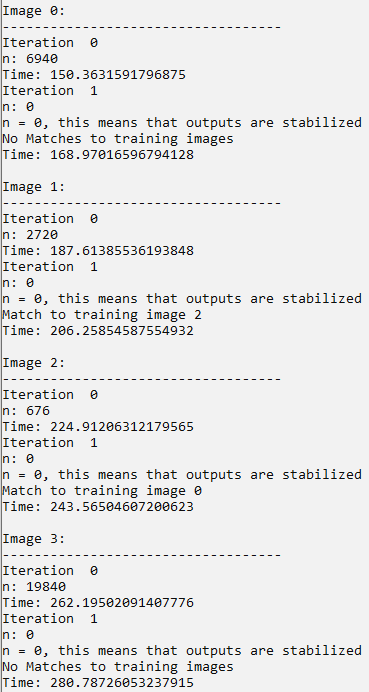 Image 0:
-----------------------------------
Iteration  0
n: 6940
Time: 150.3631591796875
Iteration  1
n: 0
n = 0, this means that outputs are stabilized
No Matches to training images
Time: 168.97016596794128

Image 1:
-----------------------------------
Iteration  0
n: 2720
Time: 187.61385536193848
Iteration  1
n: 0
n = 0, this means that outputs are stabilized
Match to training image 2
Time: 206.25854587554932

Image 2:
-----------------------------------
Iteration  0
n: 676
Time: 224.91206312179565
Iteration  1
n: 0
n = 0, this means that outputs are stabilized
Match to training image 0
Time: 243.56504607200623

Image 3:
-----------------------------------
Iteration  0
n: 19840
Time: 262.19502091407776
Iteration  1
n: 0
n = 0, this means that outputs are stabilized
No Matches to training images
Time: 280.78726053237915